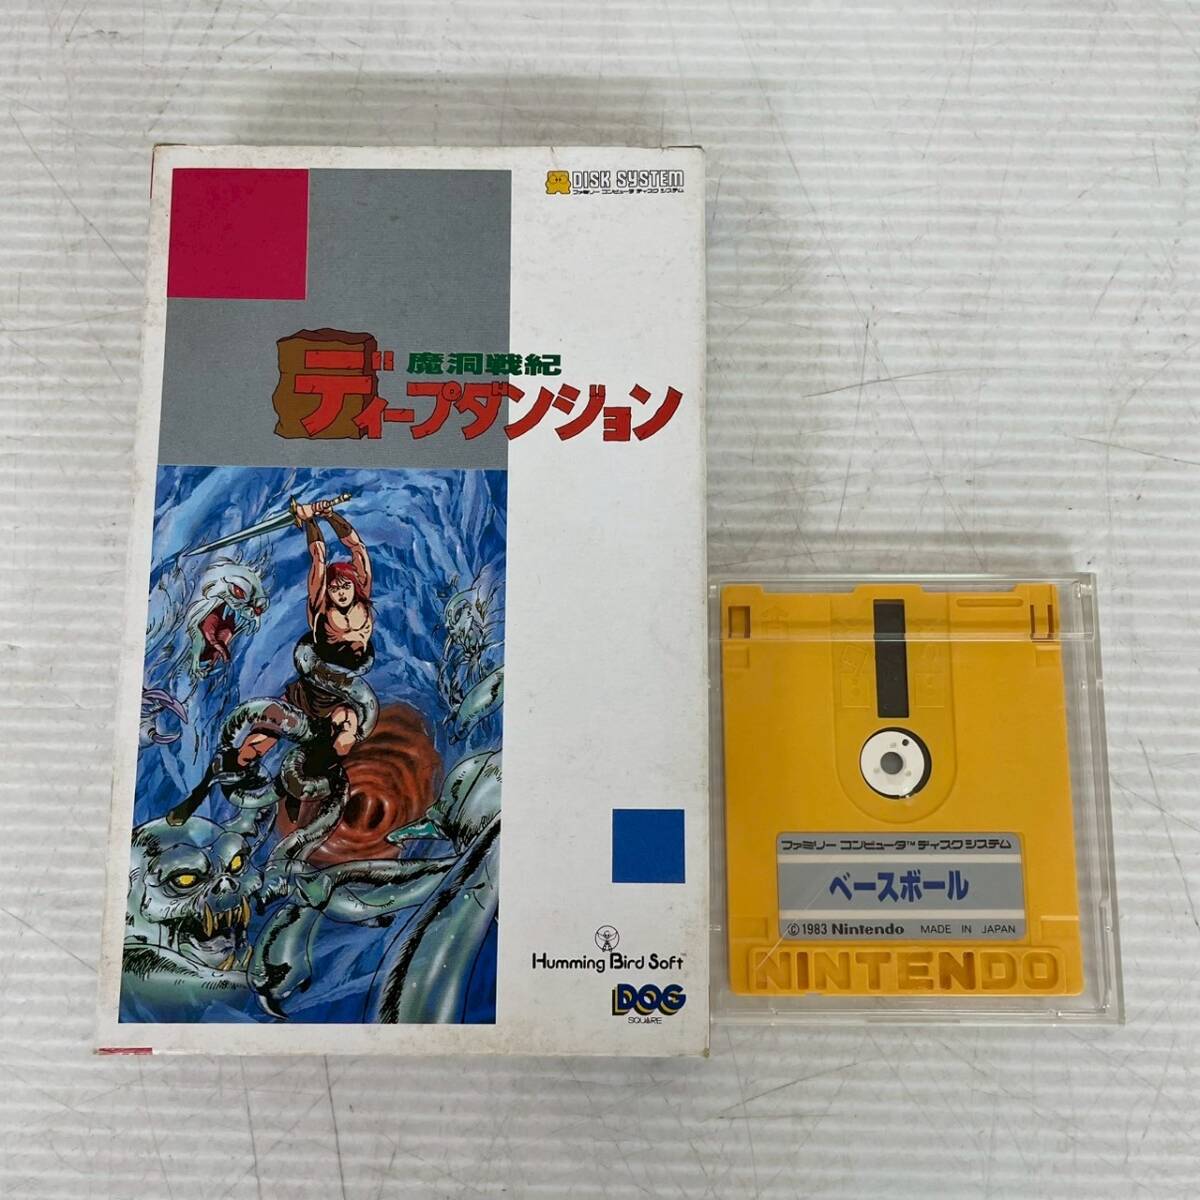 DISK SYSTEM
ファミリー コンピュータ ディスク システム
魔洞戦紀
ディープダンジョン
Humming Bird Soft™
DOG
SQUARE
ファミリー コンピュータ™ ディスクシステム
ベースボール
©1983 Nintendo MADE IN JAPAN
NINTENDO